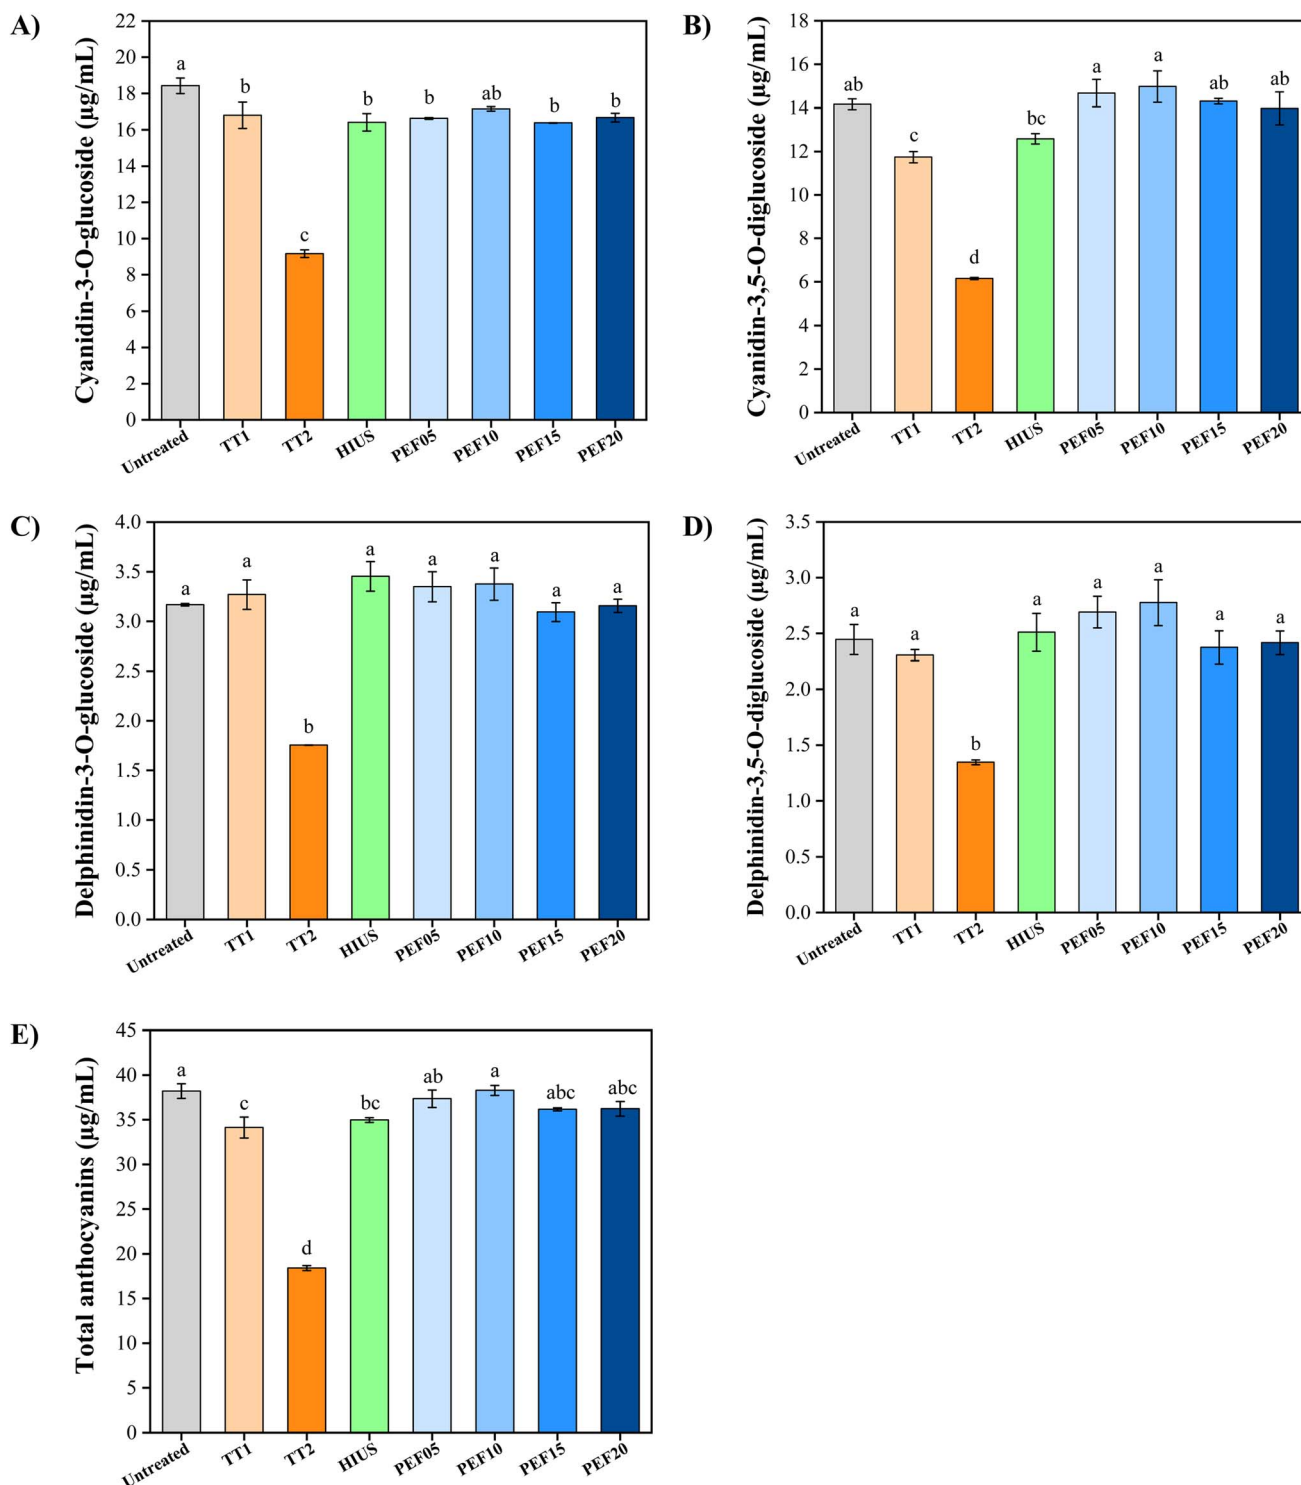 A)
Cyanidin-3-O-glucoside (µg/mL)
22
20
18
16
14
12
10
8
6
4
2
0
a
b
c
b
b
ab
b
b
Untreated
TT1
TT2
HIUS
PEF05
PEF10
PEF15
PEF20
B)
Cyanidin-3,5-O-diglucoside (µg/mL)
18
16
14
12
10
8
6
4
2
0
ab
c
d
bc
a
a
ab
ab
Untreated
TT1
TT2
HIUS
PEF05
PEF10
PEF15
PEF20
C)
Delphinidin-3-O-glucoside (µg/mL)
4.0
3.5
3.0
2.5
2.0
1.5
1.0
0.5
0.0
a
a
b
a
a
a
a
a
Untreated
TT1
TT2
HIUS
PEF05
PEF10
PEF15
PEF20
D)
Delphinidin-3,5-O-diglucoside (µg/mL)
3.5
3.0
2.5
2.0
1.5
1.0
0.5
0.0
a
a
b
a
a
a
a
a
Untreated
TT1
TT2
HIUS
PEF05
PEF10
PEF15
PEF20
E)
Total anthocyanins (µg/mL)
45
40
35
30
25
20
15
10
5
0
a
c
d
bc
ab
a
abc
abc
Untreated
TT1
TT2
HIUS
PEF05
PEF10
PEF15
PEF20